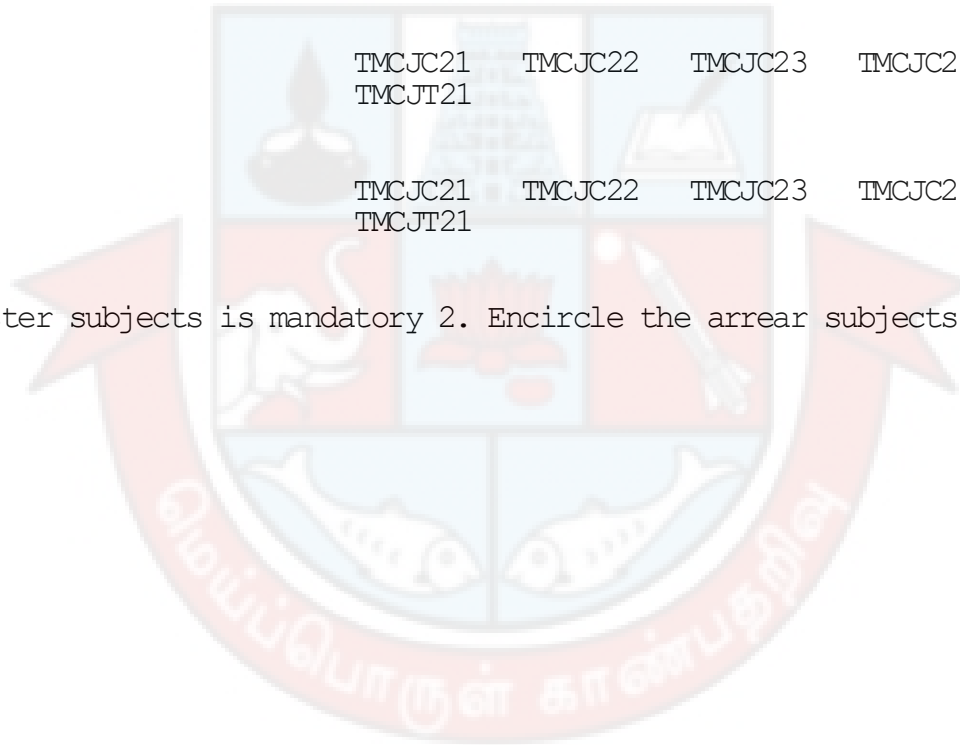 TMCJC21 TMCJC22 TMCJC23 TMCJC2
TMCJT21
TMCJC21 TMCJC22 TMCJC23 TMCJC2
TMCJT21
ter subjects is mandatory 2. Encircle the arrear subjects
மெய்ப்பொருள் காண்பதறிவு